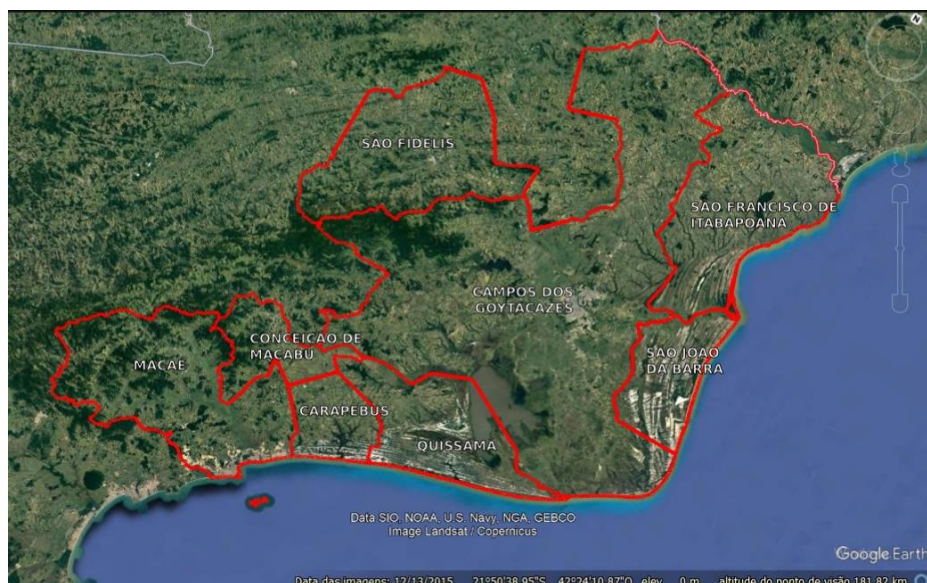 N
SAO FIDELIS
SAO FRANCISCO DE
ITABAPOANA
CAMPOS DOS
GOYTACAZES
CONCEICAO DE
MACABU
MACAE
SAO JOAO
DA BARRA
CARAPEBUS
QUISSAMA
Data SIO, NOAA, U.S. Navy, NGA, GEBCO
Image Landsat / Copernicus
Google Earth
Data das imagens: 12/13/2015 21°50'38.95"S 42°24'10.87"O elev 0 m altitude do ponto de visão 181.82 km